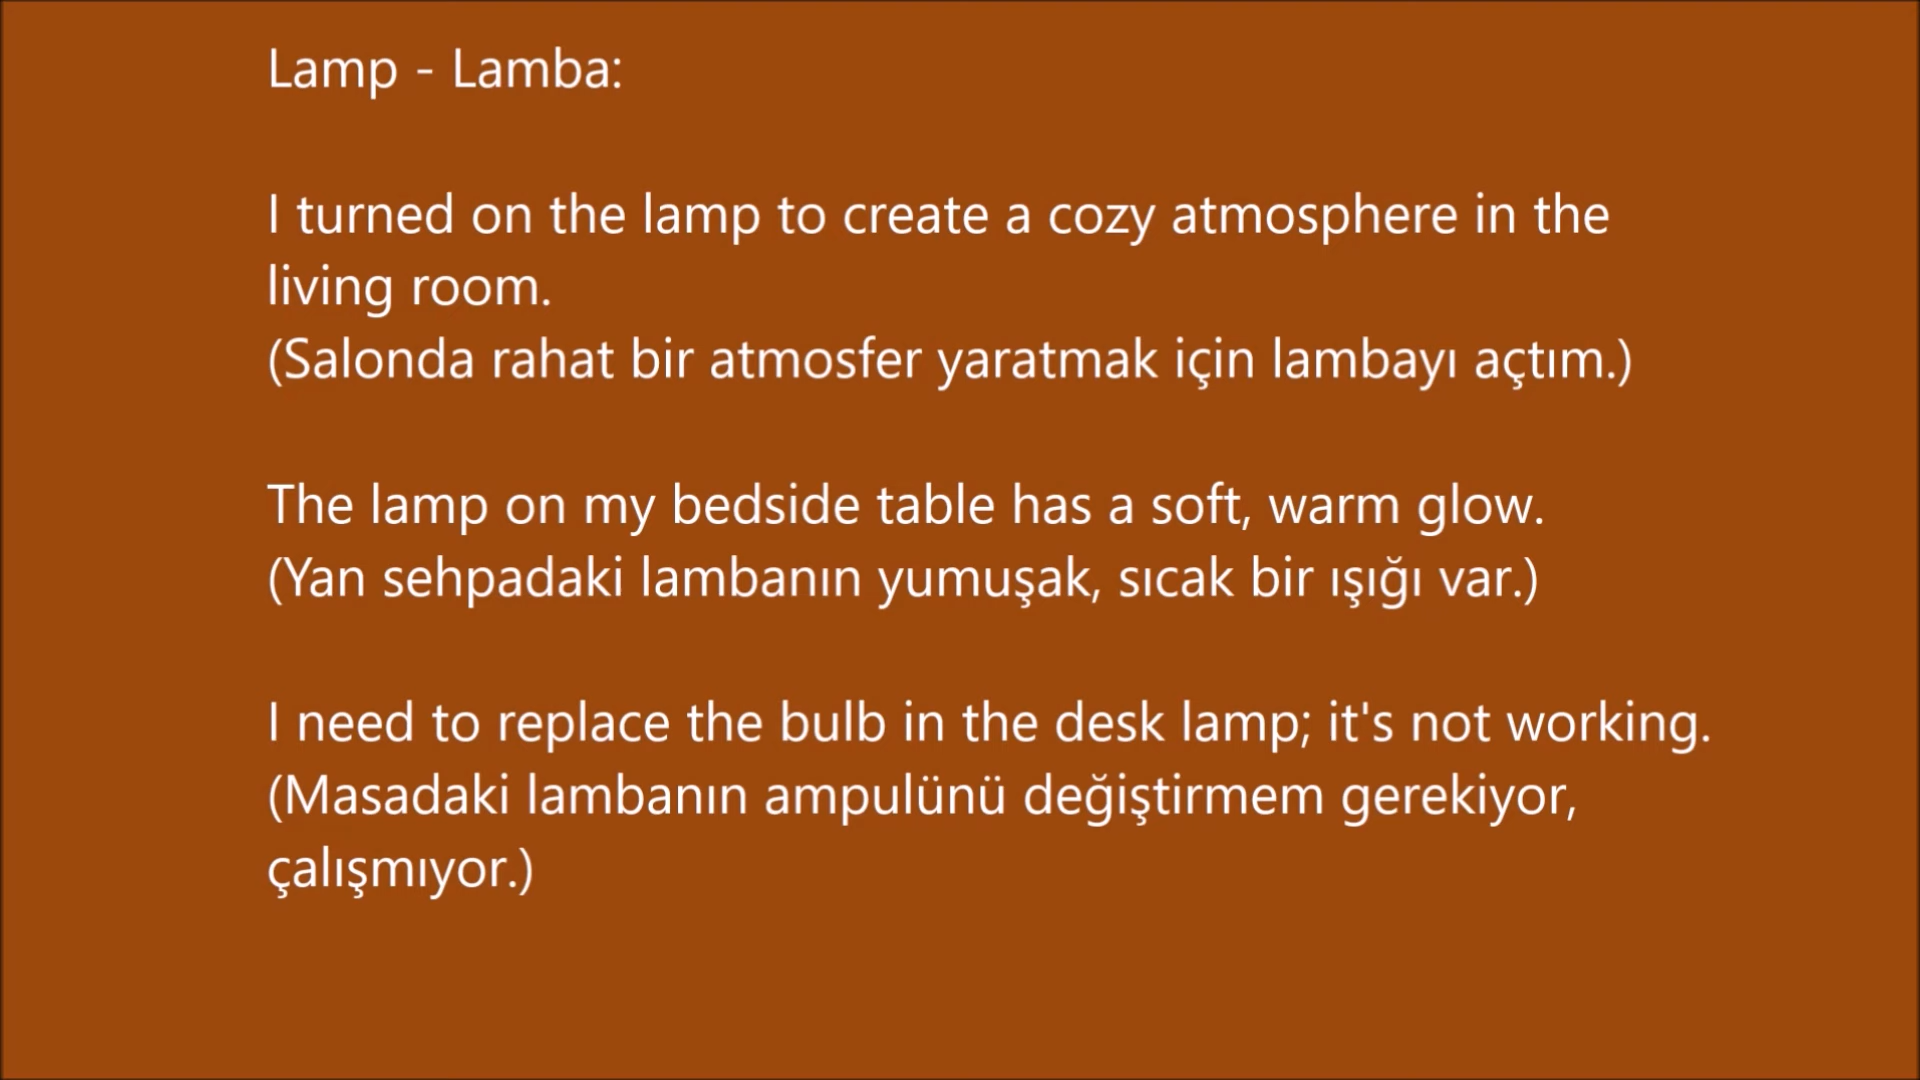 Lamp - Lamba:
I turned on the lamp to create a cozy atmosphere in the
living room.
(Salonda rahat bir atmosfer yaratmak için lambayı açtım.)
The lamp on my bedside table has a soft, warm glow.
(Yan sehpadaki lambanın yumuşak, sıcak bir ışığı var.)
I need to replace the bulb in the desk lamp; it's not working.
(Masadaki lambanın ampulünü değiştirmem gerekiyor,
çalışmıyor.)